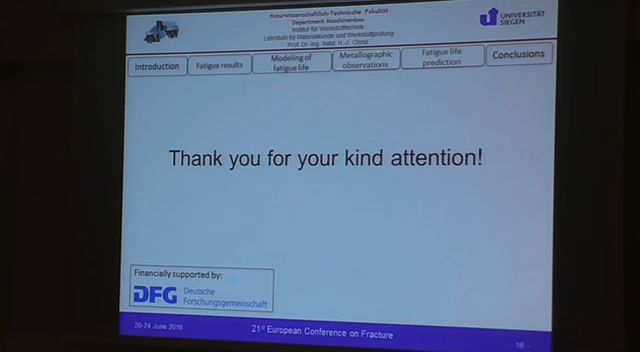 Naturwissenschaftlich-Technische Fakultät
Department Maschinenbau
Institut für Werkstofftechnik
Lehrstuhl für Materialkunde und Werkstoffprüfung
Prof. Dr.-Ing. habil. H.-J. Christ
UNIVERSITÄT
SIEGEN
Introduction
Fatigue results
Modeling of
fatigue life
Metallographic
observations
Fatigue life
prediction
Conclusions
Thank you for your kind attention!
Financially supported by:
DFG Deutsche
Forschungsgemeinschaft
20-24 June 2016
21st European Conference on Fracture
- 16 -